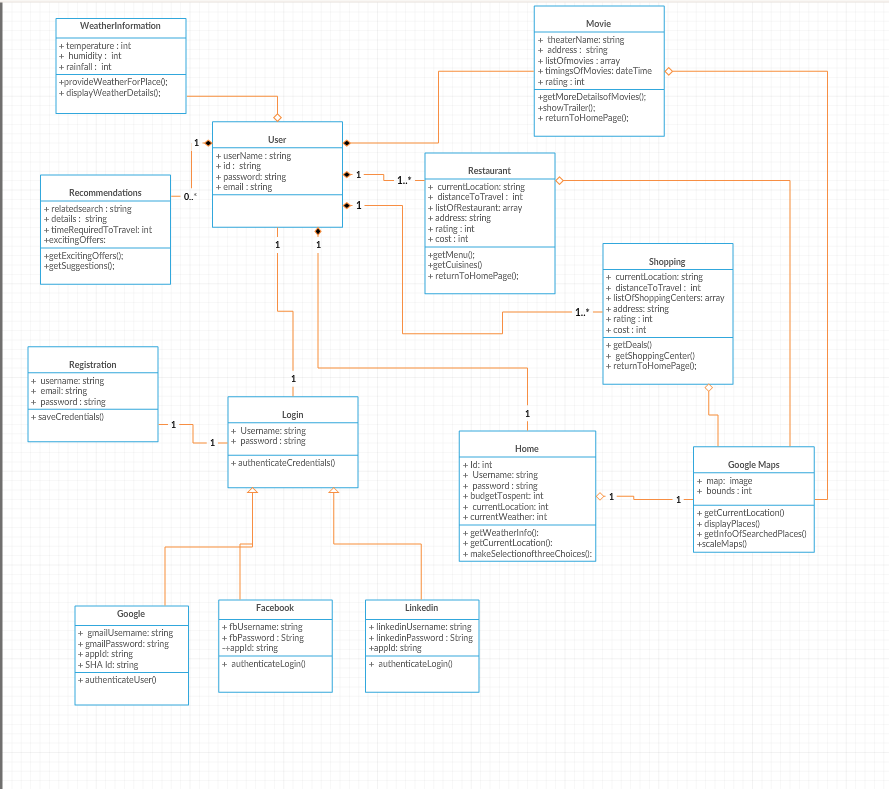 WeatherInformation
+ temperature : int
+ humidity : int
+ rainfall : int
+provideWeatherForPlace();
+ displayWeatherDetails();
Movie
+ theaterName: string
+ address : string
+ listOfmovies : array
+ timingsOfMovies: dateTime
+ rating : int
+getMoreDetailsofMovies();
+showTrailer();
+ returnToHomePage();
User
+ userName : string
+ id : string
+ password: string
+ email : string
1
0..*
1
1..*
1
1
1
Recommendations
+ relatedsearch : string
+ details : string
+ timeRequiredToTravel: int
+excitingOffers:
+getExcitingOffers();
+getSuggestions();
Restaurant
+ currentLocation: string
+ distanceToTravel : int
+ listOfRestaurant: array
+ address: string
+ rating : int
+ cost : int
+getMenu();
+getCuisines()
+ returnToHomePage();
Shopping
+ currentLocation: string
+ distanceToTravel : int
+ listOfShoppingCenters: array
+ address: string
+ rating : int
+ cost : int
+ getDeals()
+ getShoppingCenter()
+ returnToHomePage();
1..*
1
1
Registration
+ username: string
+ email: string
+ password : string
+ saveCredentials()
1
1
Login
+ Username: string
+ password : string
+ authenticateCredentials()
Home
+ Id: int
+ Username: string
+ password : string
+ budgetTospent: int
+ currentLocation: int
+ currentWeather: int
+ getWeatherInfo():
+ getCurrentLocation():
+ makeSelectionofthreeChoices():
1
1
Google Maps
+ map: image
+ bounds : int
+ getCurrentLocation()
+ displayPlaces()
+ getInfoOfSearchedPlaces()
+scaleMaps()
Google
+ gmailUsername: string
+ gmailPassword: string
+ appId: string
+ SHA Id: string
+ authenticateUser()
Facebook
+ fbUsername: string
+ fbPassword : String
-+appId: string
+ authenticateLogin()
Linkedin
+ linkedinUsername: string
+ linkedinPassword : String
+appId: string
+ authenticateLogin()